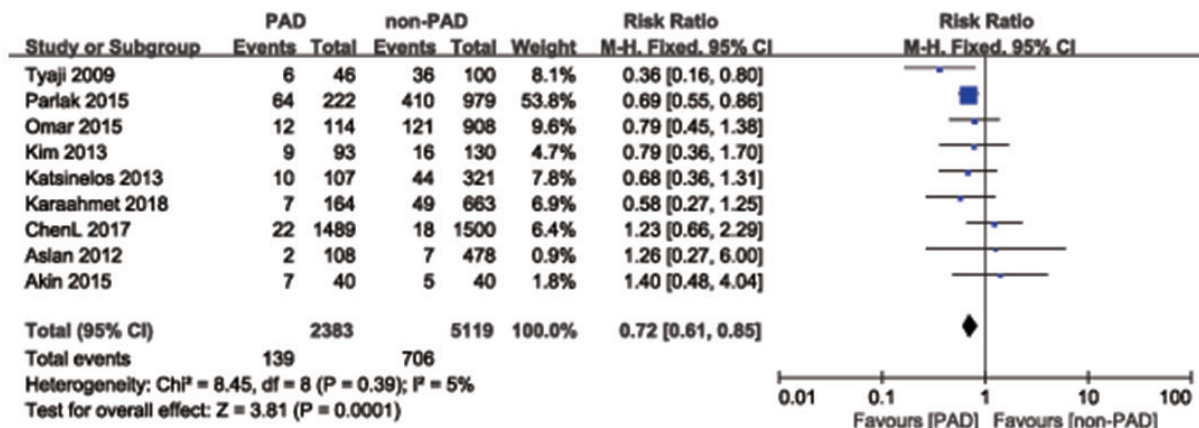 PAD non-PAD Risk Ratio Risk Ratio
Study or Subgroup Events Total Events Total Weight M-H. Fixed. 95% CI M-H. Fixed. 95% CI
Tyaji 2009 6 46 36 100 8.1% 0.36 [0.16, 0.80]
Parlak 2015 64 222 410 979 53.8% 0.69 [0.55, 0.86]
Omar 2015 12 114 121 908 9.6% 0.79 [0.45, 1.38]
Kim 2013 9 93 16 130 4.7% 0.79 [0.36, 1.70]
Katsinelos 2013 10 107 44 321 7.8% 0.68 [0.36, 1.31]
Karaahmet 2018 7 164 49 663 6.9% 0.58 [0.27, 1.25]
ChenL 2017 22 1489 18 1500 6.4% 1.23 [0.66, 2.29]
Aslan 2012 2 108 7 478 0.9% 1.26 [0.27, 6.00]
Akin 2015 7 40 5 40 1.8% 1.40 [0.48, 4.04]
Total (95% CI) 2383 5119 100.0% 0.72 [0.61, 0.85]
Total events 139 706
Heterogeneity: Chi² = 8.45, df = 8 (P = 0.39); I² = 5%
Test for overall effect: Z = 3.81 (P = 0.0001)
0.01 0.1 1 10 100
Favours [PAD] Favours [non-PAD]